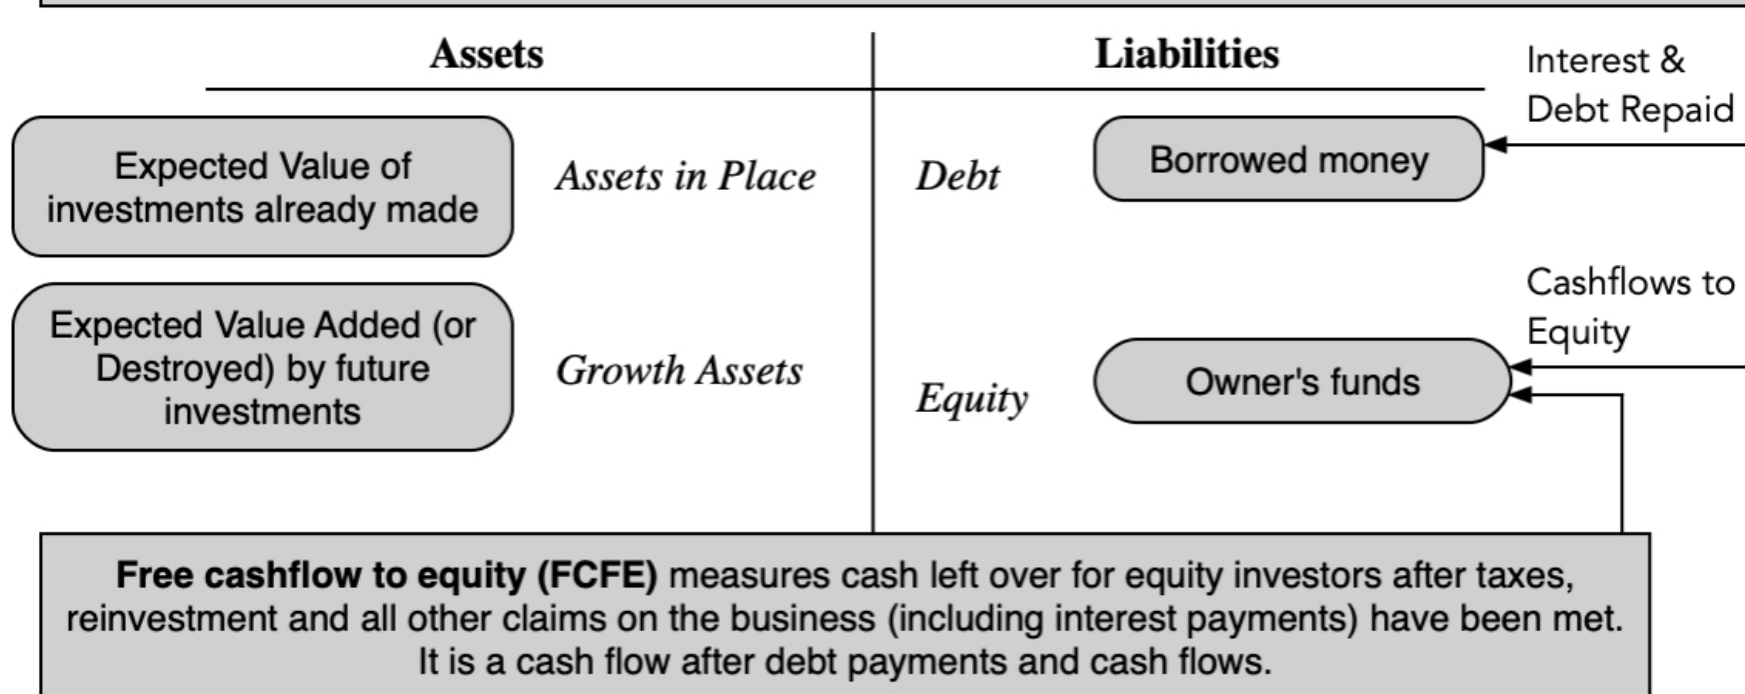 Assets
Liabilities
Interest &
Debt Repaid
Expected Value of
investments already made
Assets in Place
Debt
Borrowed money
Expected Value Added (or
Destroyed) by future
investments
Growth Assets
Equity
Owner's funds
Cashflows to
Equity
Free cashflow to equity (FCFE) measures cash left over for equity investors after taxes,
reinvestment and all other claims on the business (including interest payments) have been met.
It is a cash flow after debt payments and cash flows.